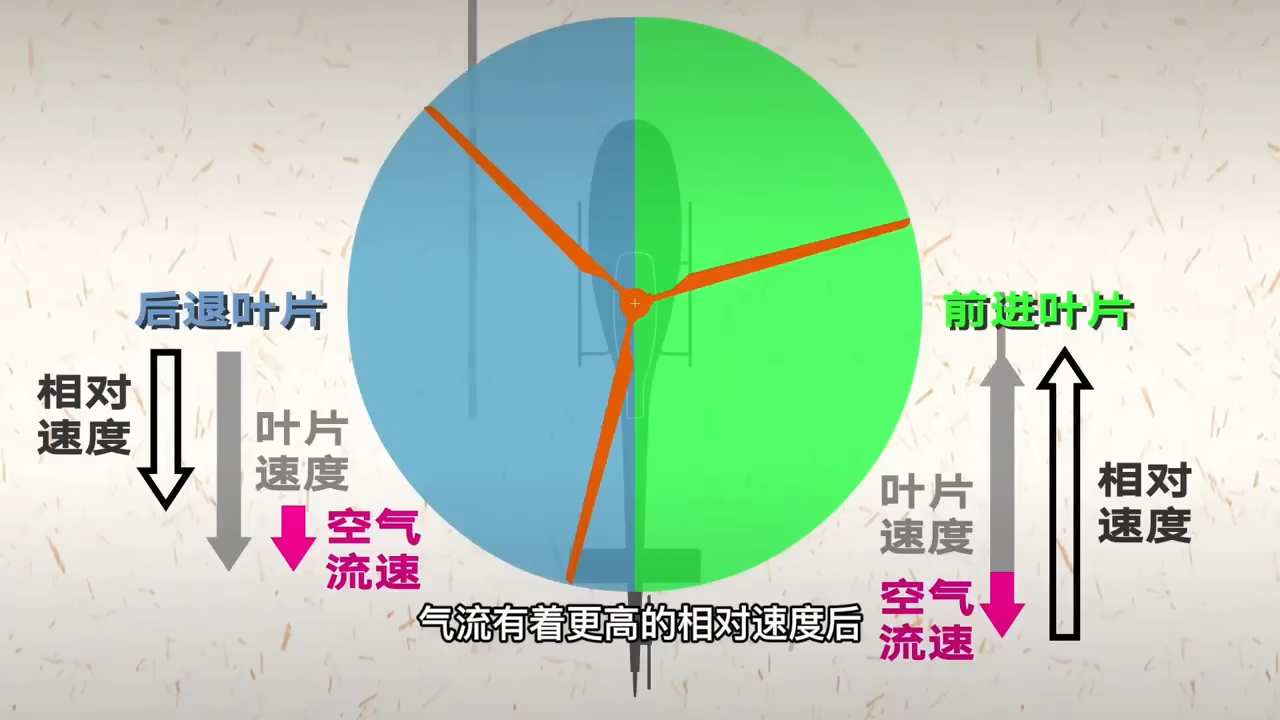 后退叶片
相对
速度
叶片
速度
空气
流速
前进叶片
叶片
速度
空气
流速
相对
速度
气流有着更高的相对速度后